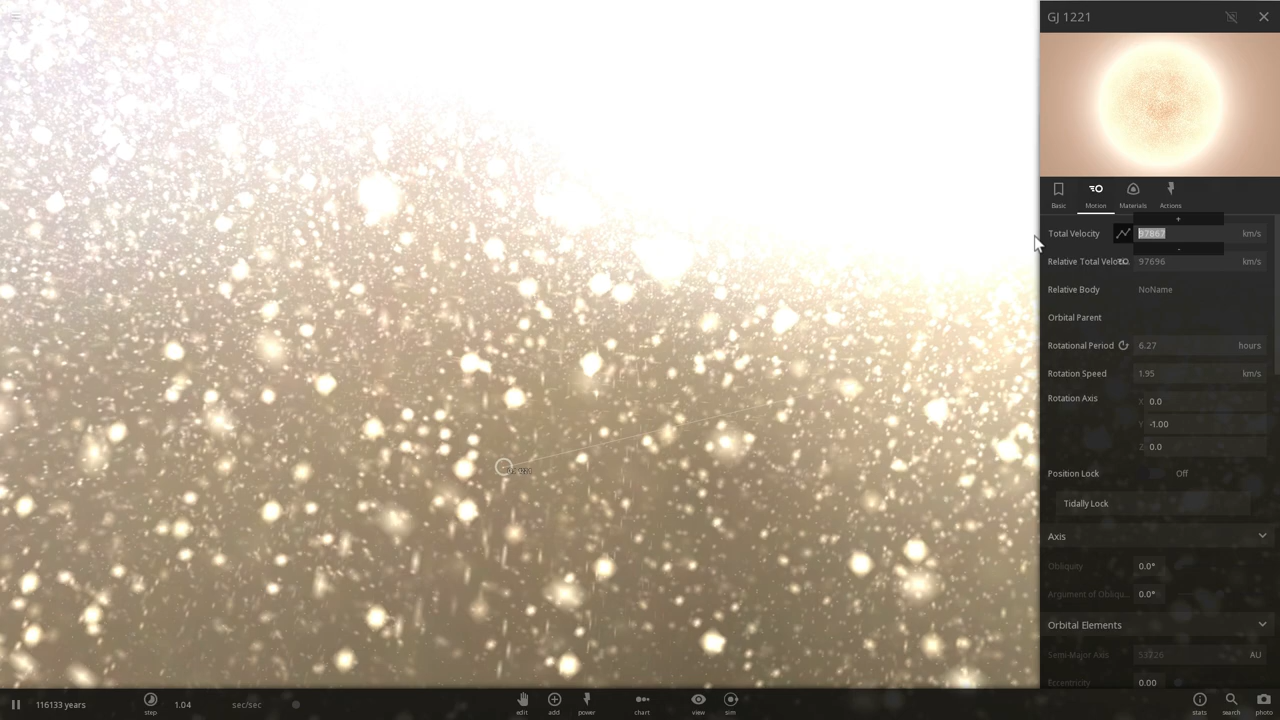 GJ 1221
Basic Motion Materials Actions
+
Total Velocity 97867 km/s
-
Relative Total Veloc 97696 km/s
Relative Body NoName
Orbital Parent
Rotational Period 6.27 hours
Rotation Speed 1.95 km/s
Rotation Axis X 0.0
Y -1.00
Z 0.0
Position Lock Off
Tidally Lock
Axis
Obliquity 0.0°
Argument of Obliqu... 0.0°
Orbital Elements
Semi-Major Axis 53726 AU
Eccentricity 0.00
116133 years step 1.04 sec/sec edit add power chart view sim stats search photo